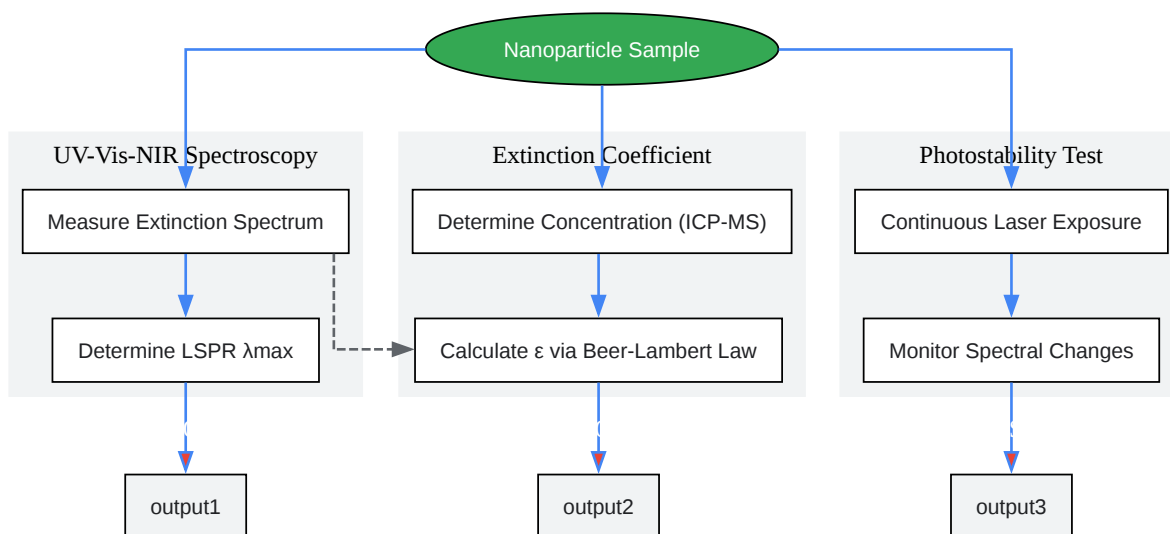 Nanoparticle Sample
UV-Vis-NIR Spectroscopy
Extinction Coefficient
Photostability Test
Measure Extinction Spectrum
Determine Concentration (ICP-MS)
Continuous Laser Exposure
Determine LSPR λmax
Calculate ε via Beer-Lambert Law
Monitor Spectral Changes
output1
output2
output3